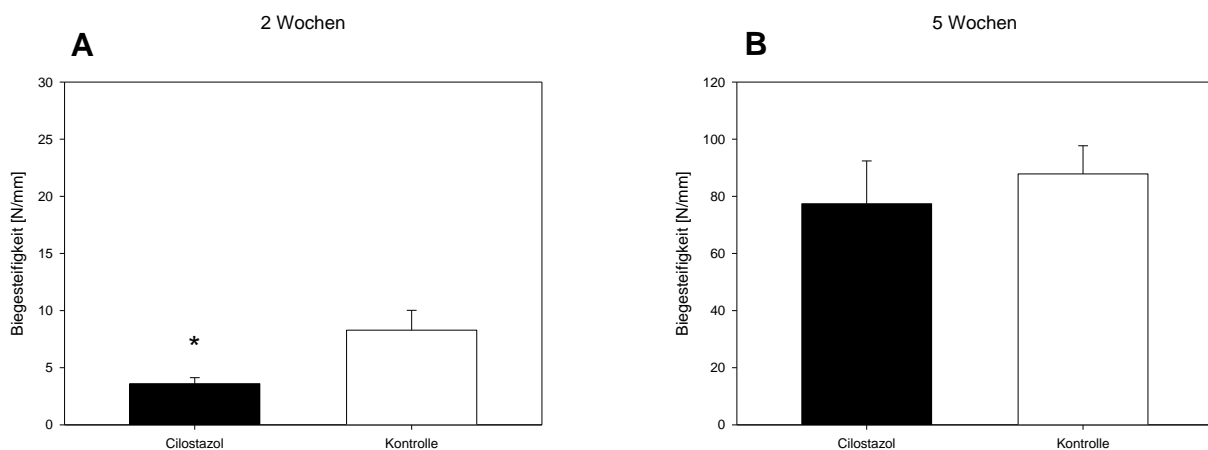 2 Wochen
A
30
25
20
15
10
5
0
Biegesteifigkeit [N/mm]
*
Cilostazol
Kontrolle
5 Wochen
B
120
100
80
60
40
20
0
Biegesteifigkeit [N/mm]
Cilostazol
Kontrolle